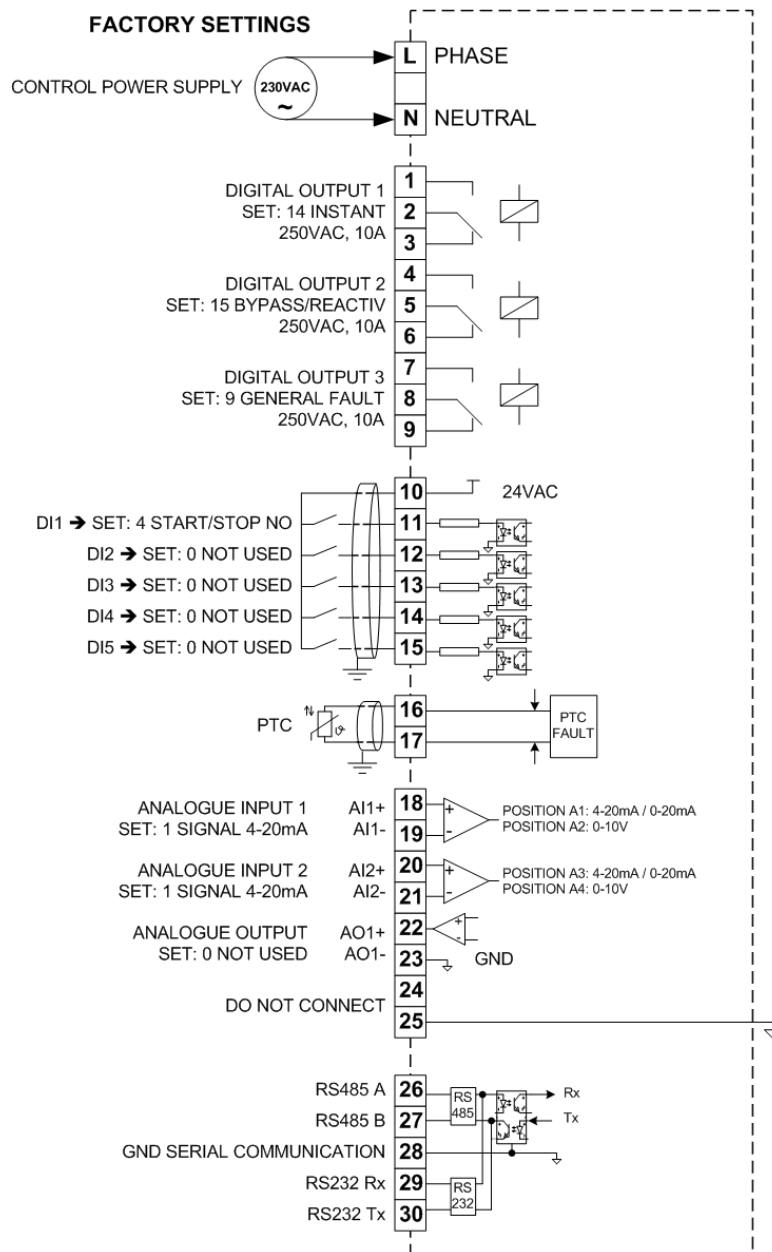 FACTORY SETTINGS
L PHASE
CONTROL POWER SUPPLY 230VAC
~
N NEUTRAL
1
DIGITAL OUTPUT 1
SET: 14 INSTANT 2
250VAC, 10A 3
4
DIGITAL OUTPUT 2
SET: 15 BYPASS/REACTIV 5
250VAC, 10A 6
7
DIGITAL OUTPUT 3
SET: 9 GENERAL FAULT 8
250VAC, 10A 9
10 24VAC
DI1 ➔ SET: 4 START/STOP NO 11
DI2 ➔ SET: 0 NOT USED 12
DI3 ➔ SET: 0 NOT USED 13
DI4 ➔ SET: 0 NOT USED 14
DI5 ➔ SET: 0 NOT USED 15
16
PTC ϑ PTC
FAULT
17
ANALOGUE INPUT 1 AI1+ 18 + POSITION A1: 4-20mA / 0-20mA
SET: 1 SIGNAL 4-20mA AI1- 19 - POSITION A2: 0-10V
ANALOGUE INPUT 2 AI2+ 20 + POSITION A3: 4-20mA / 0-20mA
SET: 1 SIGNAL 4-20mA AI2- 21 - POSITION A4: 0-10V
ANALOGUE OUTPUT AO1+ 22 + -
SET: 0 NOT USED AO1- 23 GND
24
DO NOT CONNECT
25
RS485 A 26 RS Rx
RS485 B 27 485 Tx
GND SERIAL COMMUNICATION 28
RS232 Rx 29 RS
RS232 Tx 30 232